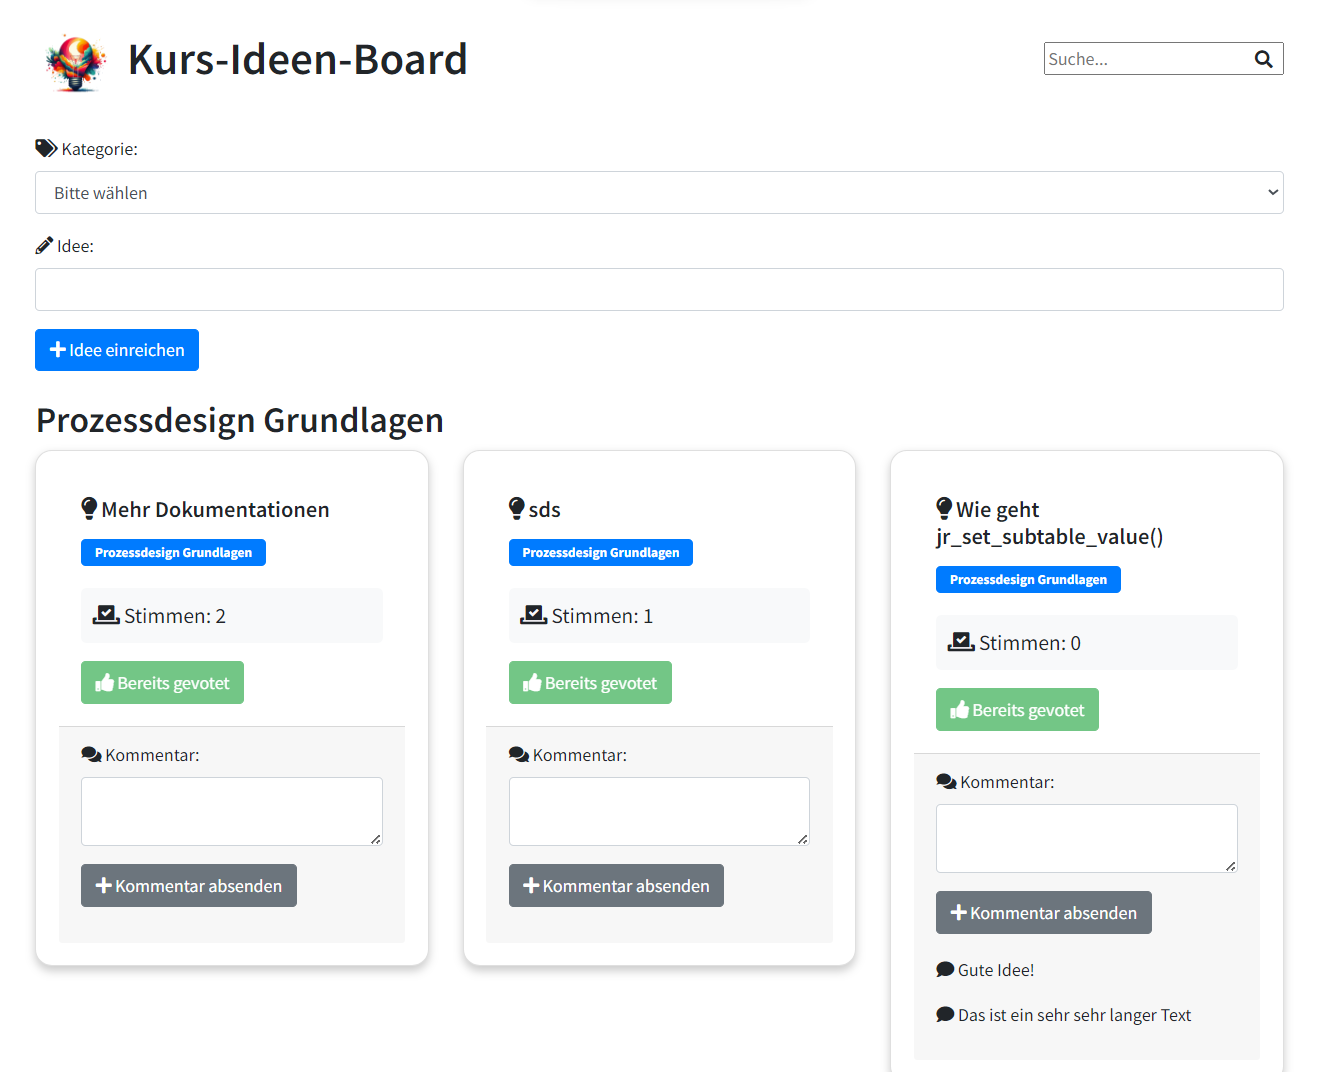 Kurs-Ideen-Board
Suche...
Kategorie:
Bitte wählen
Idee:
Idee einreichen
Prozessdesign Grundlagen
Mehr Dokumentationen
Prozessdesign Grundlagen
Stimmen: 2
Bereits gevotet
Kommentar:
Kommentar absenden
sds
Prozessdesign Grundlagen
Stimmen: 1
Bereits gevotet
Kommentar:
Kommentar absenden
Wie geht
jr_set_subtable_value()
Prozessdesign Grundlagen
Stimmen: 0
Bereits gevotet
Kommentar:
Kommentar absenden
Gute Idee!
Das ist ein sehr sehr langer Text